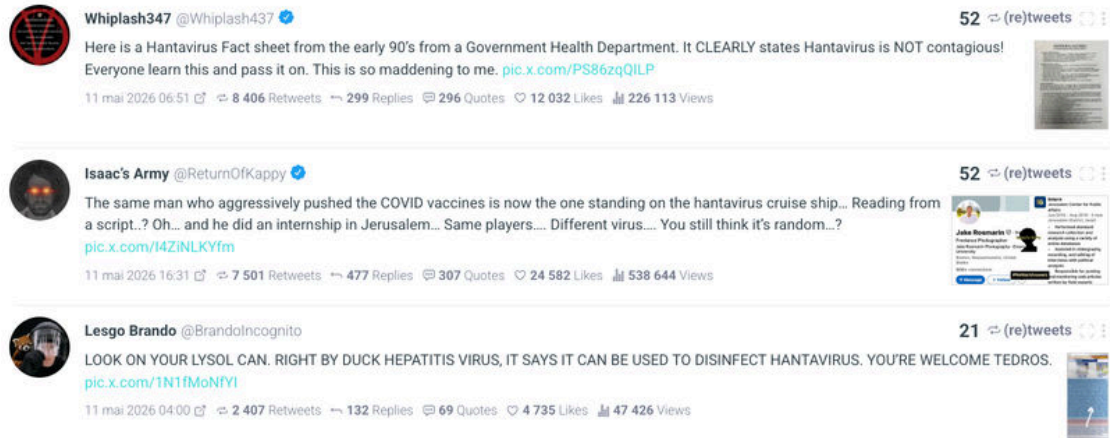 Whiplash347 @Whiplash437
52 (re)tweets
Here is a Hantavirus Fact sheet from the early 90's from a Government Health Department. It CLEARLY states Hantavirus is NOT contagious!
Everyone learn this and pass it on. This is so maddening to me. pic.x.com/PS86zqQILP
11 mai 2026 06:51 8 406 Retweets 299 Replies 296 Quotes 12 032 Likes 226 113 Views
Isaac's Army @ReturnOfKappy
52 (re)tweets
The same man who aggressively pushed the COVID vaccines is now the one standing on the hantavirus cruise ship... Reading from
a script..? Oh... and he did an internship in Jerusalem... Same players.... Different virus.... You still think it's random...?
pic.x.com/I4ZiNLKYfm
11 mai 2026 16:31 7 501 Retweets 477 Replies 307 Quotes 24 582 Likes 538 644 Views
Jake Rosmarin
Freelance Photographer
Lesgo Brando @BrandoIncognito
21 (re)tweets
LOOK ON YOUR LYSOL CAN. RIGHT BY DUCK HEPATITIS VIRUS, IT SAYS IT CAN BE USED TO DISINFECT HANTAVIRUS. YOU'RE WELCOME TEDROS.
pic.x.com/1N1fMoNfYI
11 mai 2026 04:00 2 407 Retweets 132 Replies 69 Quotes 4 735 Likes 47 426 Views